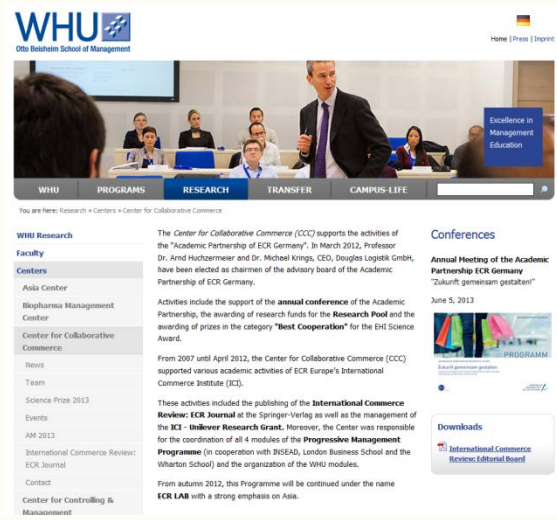 WHU
Otto Beisheim School of Management
Home | Press | Imprint
Excellence in
Management
Education
WHU
PROGRAMS
RESEARCH
TRANSFER
CAMPUS-LIFE
You are here: Research » Centers » Center for Collaborative Commerce
WHU Research
Faculty
Centers
Asia Center
Biopharma Management
Center
Center for Collaborative
Commerce
News
Team
Science Prize 2013
Events
AM 2013
International Commerce Review:
ECR Journal
Contact
Center for Controlling &
Management
The Center for Collaborative Commerce (CCC) supports the activities of
the "Academic Partnership of ECR Germany". In March 2012, Professor
Dr. Arnd Huchzermeier and Dr. Michael Krings, CEO, Douglas Logistik GmbH,
have been elected as chairmen of the advisory board of the Academic
Partnership of ECR Germany.
Activities include the support of the annual conference of the Academic
Partnership, the awarding of research funds for the Research Pool and the
awarding of prizes in the category "Best Cooperation" for the EHI Science
Award.
From 2007 until April 2012, the Center for Collaborative Commerce (CCC)
supported various academic activities of ECR Europe's International
Commerce Institute (ICI).
These activities included the publishing of the International Commerce
Review: ECR Journal at the Springer-Verlag as well as the management of
the ICI - Unilever Research Grant. Moreover, the Center was responsible
for the coordination of all 4 modules of the Progressive Management
Programme (in cooperation with INSEAD, London Business School and the
Wharton School) and the organization of the WHU modules.
From autumn 2012, this Programme will be continued under the name
ECR LAB with a strong emphasis on Asia.
Conferences
Annual Meeting of the Academic
Partnership ECR Germany
"Zukunft gemeinsam gestalten!"
June 5, 2013
PROGRAMM
Zukunft gemeinsam gestalten!
Downloads
International Commerce
Review: Editorial Board